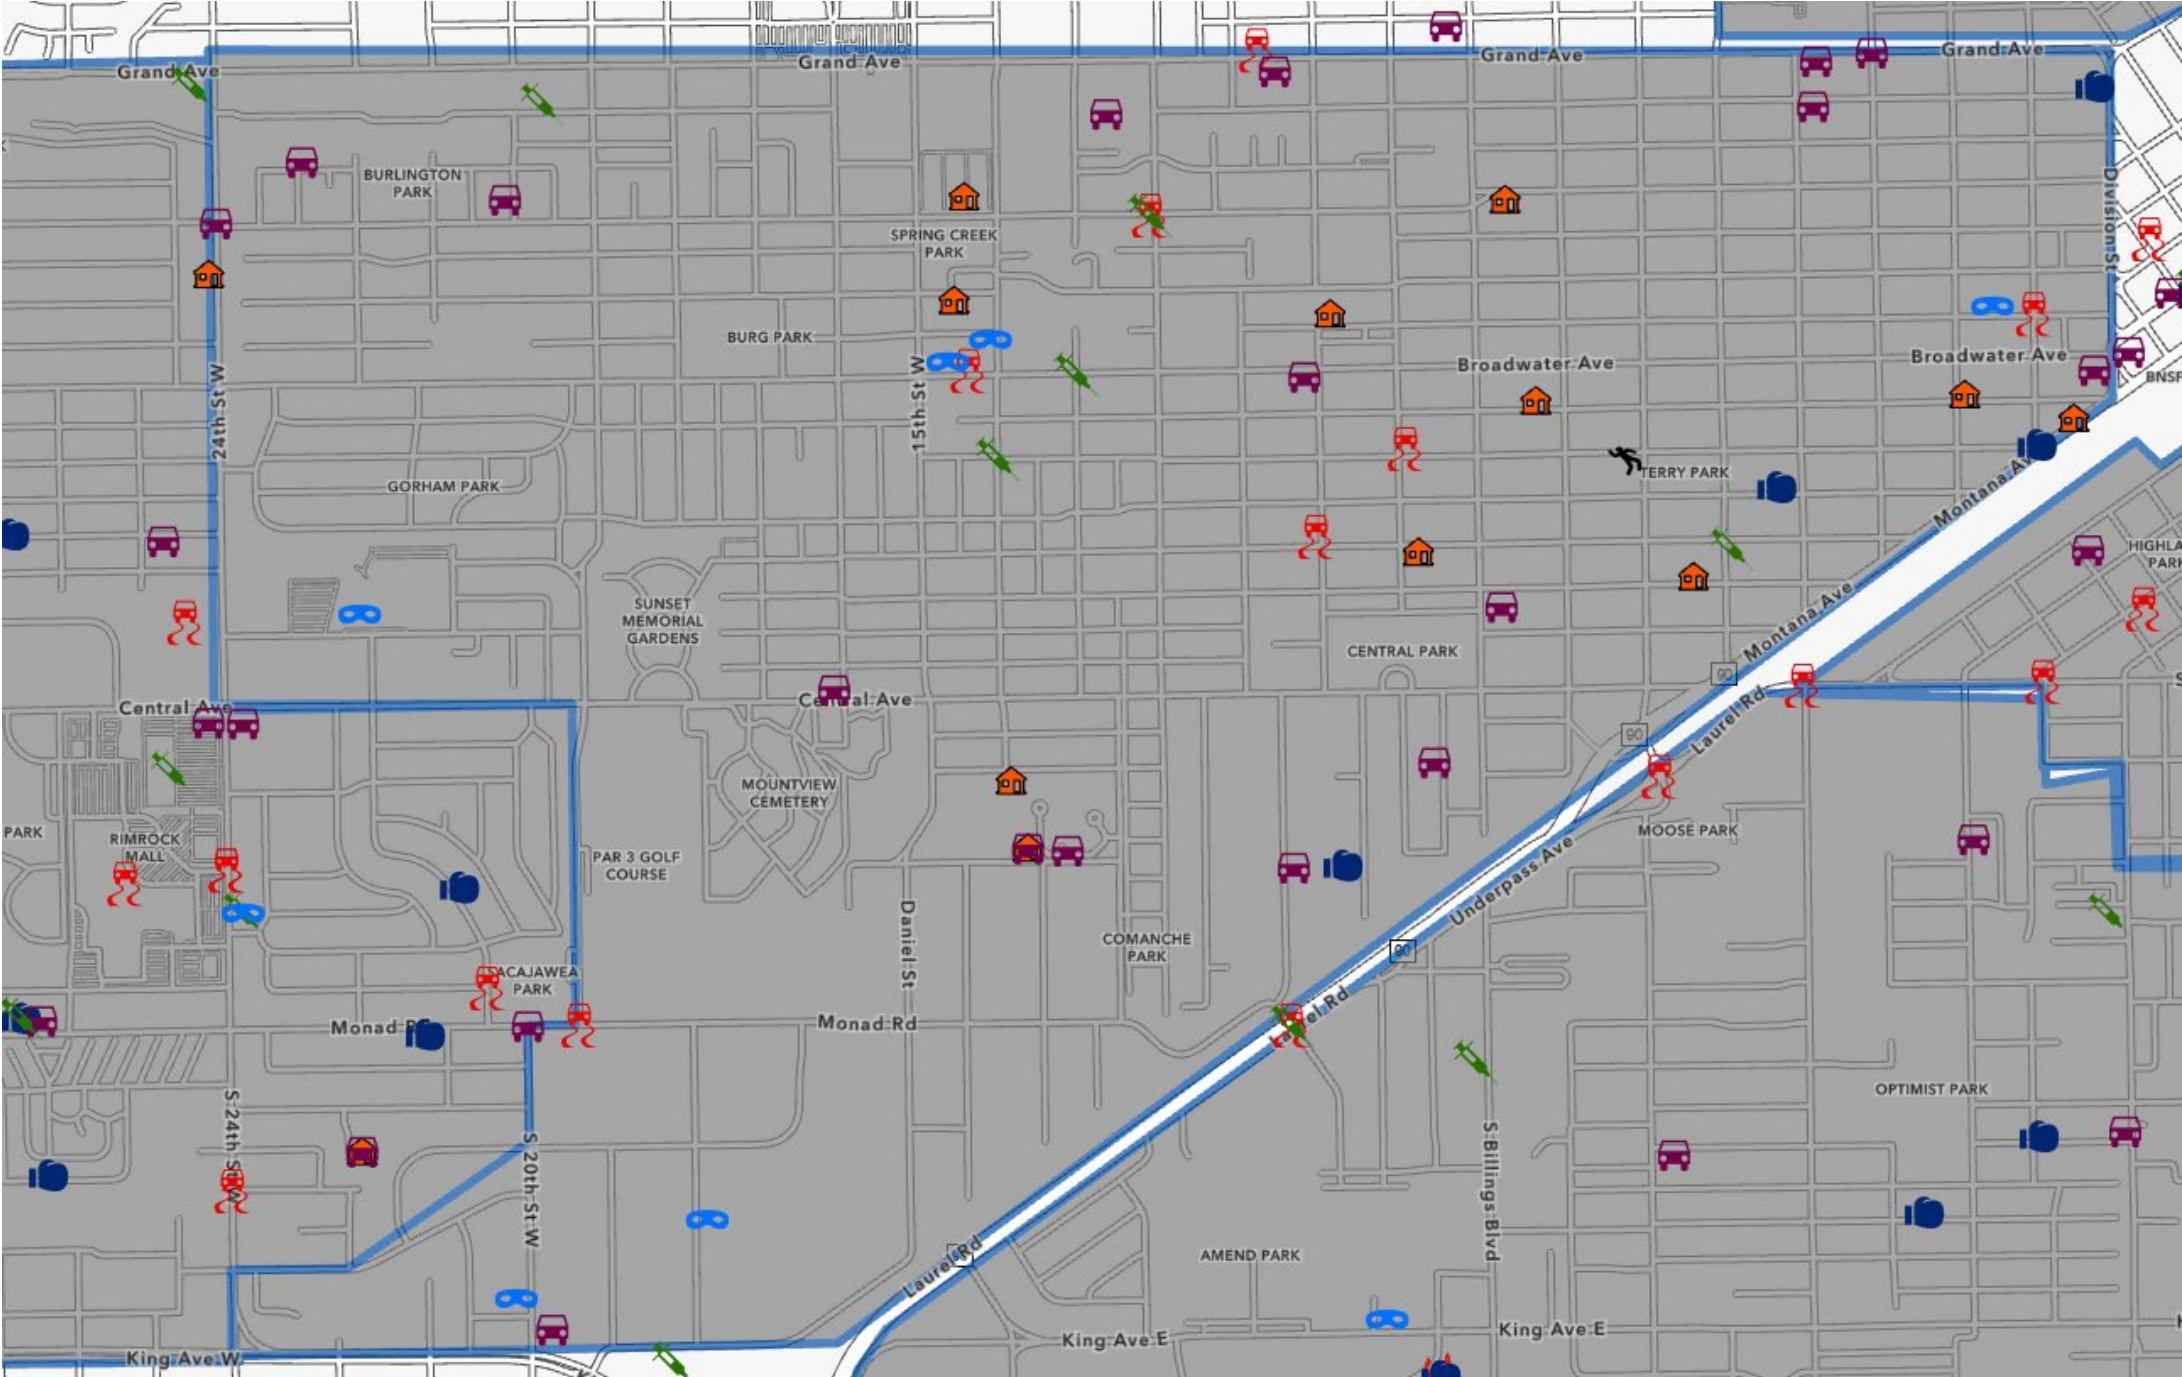 Grand Ave
Grand Ave
Grand Ave
Grand Ave
BURLINGTON
PARK
Division St
SPRING CREEK
PARK
BURG PARK
Broadwater Ave
Broadwater Ave
BNSF
24th St W
15th St W
TERRY PARK
GORHAM PARK
Montana Av
HIGHLA
PARK
SUNSET
MEMORIAL
GARDENS
Montana Ave
CENTRAL PARK
90
Central Ave
Central Ave
Laurel Rd
90
MOUNTVIEW
CEMETERY
PARK
RIMROCK
MALL
MOOSE PARK
PAR 3 GOLF
COURSE
Underpass Ave
Daniel St
COMANCHE
PARK
90
SACAJAWEA
PARK
Laurel Rd
Monad R
Monad Rd
OPTIMIST PARK
S 24th St W
S 20th St W
S Billings Blvd
Laurel Rd
AMEND PARK
King Ave W
King Ave E
King Ave E